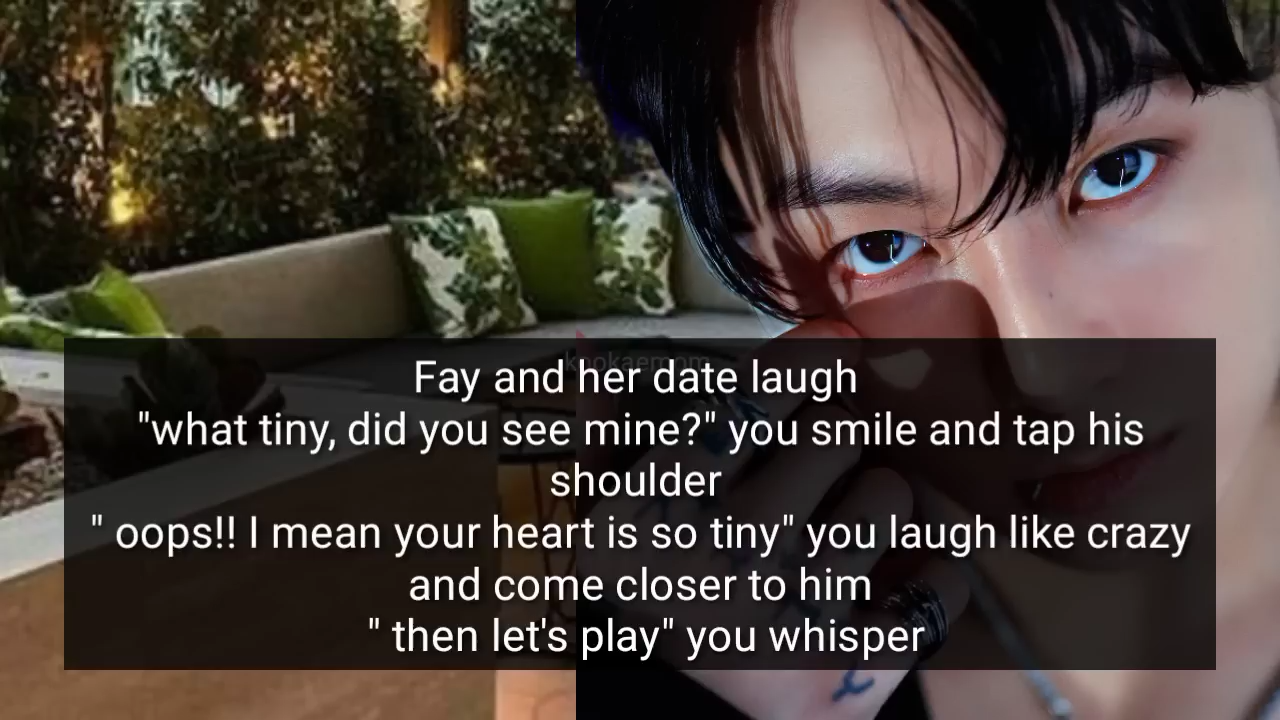 kookaemom
Fay and her date laugh
"what tiny, did you see mine?" you smile and tap his
shoulder
" oops!! I mean your heart is so tiny" you laugh like crazy
and come closer to him
" then let's play" you whisper